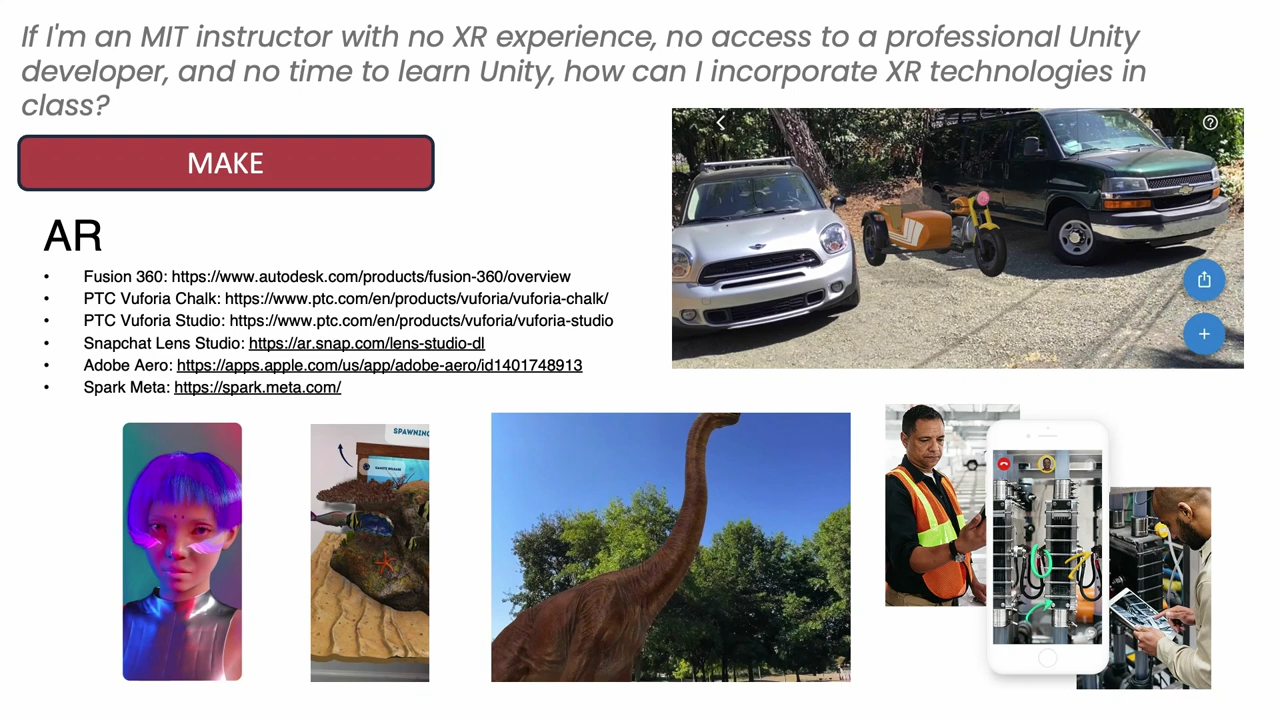 If I'm an MIT instructor with no XR experience, no access to a professional Unity
developer, and no time to learn Unity, how can I incorporate XR technologies in
class?
MAKE
AR
• Fusion 360: https://www.autodesk.com/products/fusion-360/overview
• PTC Vuforia Chalk: https://www.ptc.com/en/products/vuforia/vuforia-chalk/
• PTC Vuforia Studio: https://www.ptc.com/en/products/vuforia/vuforia-studio
• Snapchat Lens Studio: https://ar.snap.com/lens-studio-dl
• Adobe Aero: https://apps.apple.com/us/app/adobe-aero/id1401748913
• Spark Meta: https://spark.meta.com/
SPAWNING